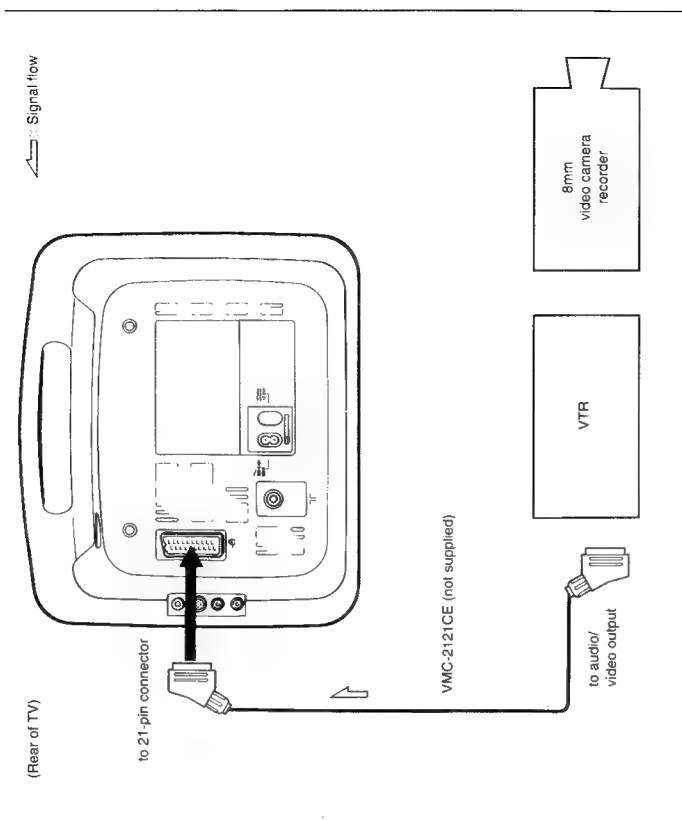 (Rear of TV)
: Signal flow
to 21-pin connector
VMC-2121CE (not supplied)
to audio/
video output
VTR
8mm
video camera
recorder